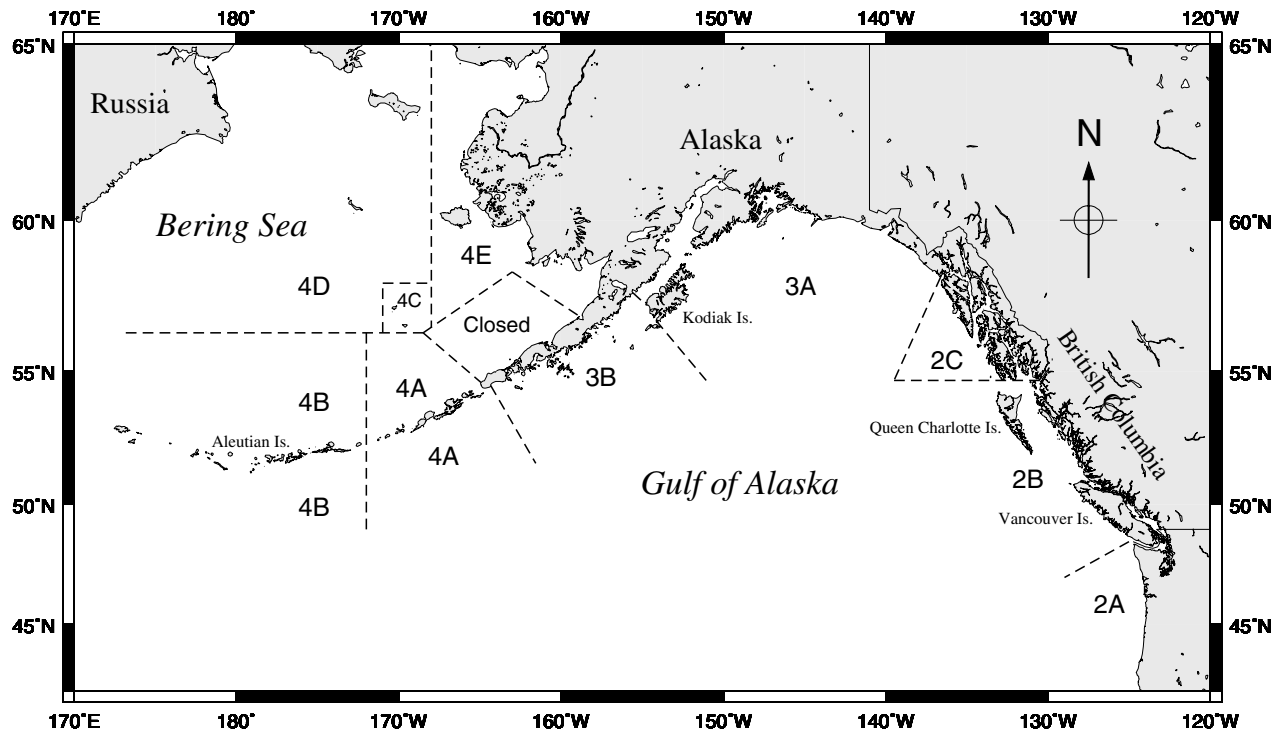 170˚E 180˚ 170˚W 160˚W 150˚W 140˚W 130˚W 120˚W
65˚N 65˚N
Russia
Alaska
N
60˚N 60˚N
Bering Sea
4E
4D
4C
3A
Closed
Kodiak Is.
2C
British Columbia
55˚N 55˚N
3B
4A
4B
Queen Charlotte Is.
Aleutian Is.
4A
Gulf of Alaska
2B
50˚N 50˚N
4B
Vancouver Is.
2A
45˚N 45˚N
170˚E 180˚ 170˚W 160˚W 150˚W 140˚W 130˚W 120˚W